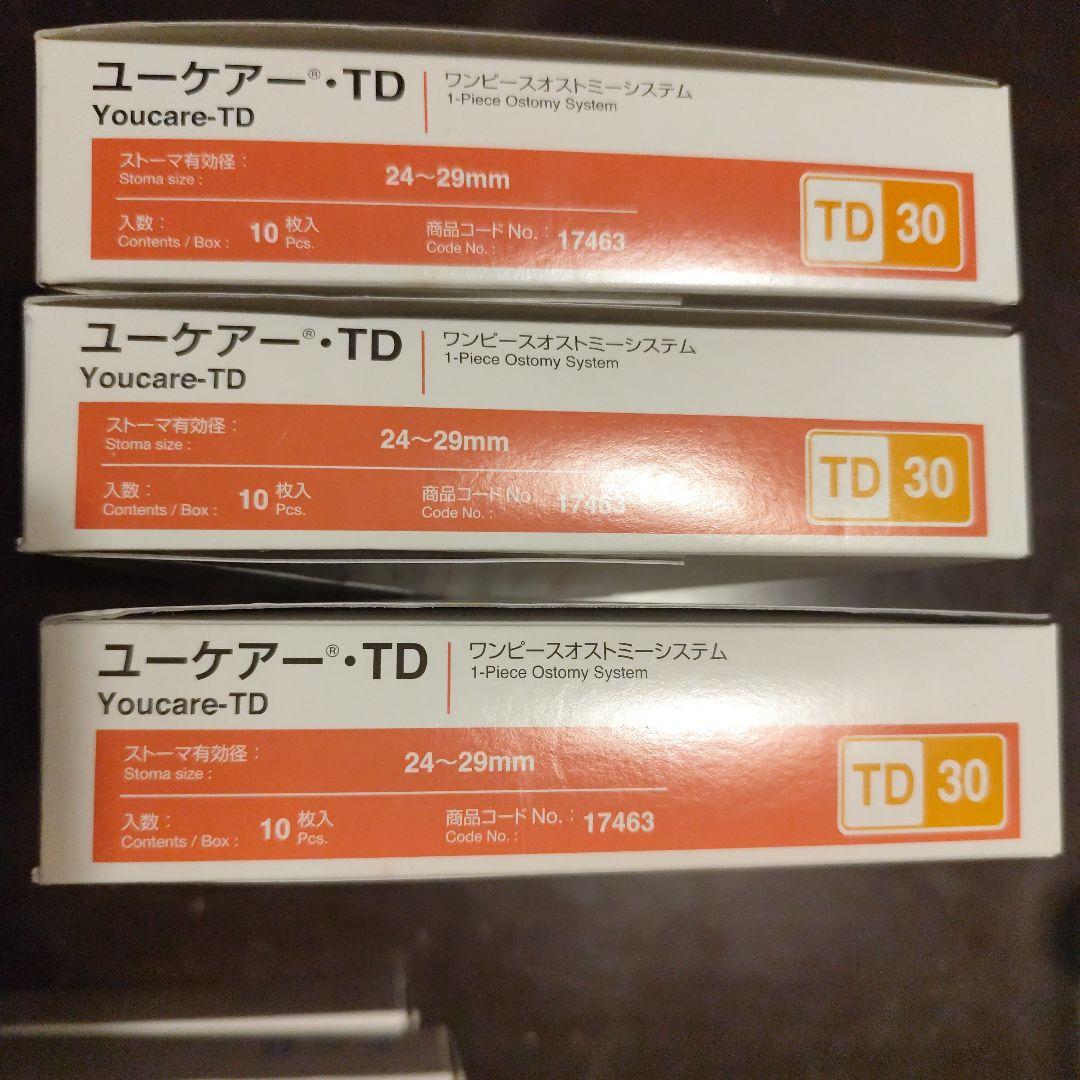 ユーケアー®・TD
Youcare-TD
ワンピースオストミーシステム
1-Piece Ostomy System
ストーマ有効径：
Stoma size :
24～29mm
入数：
Contents / Box :
10 枚入
Pcs.
商品コード No.：
Code No. :
17463
TD 30
ユーケアー®・TD
Youcare-TD
ワンピースオストミーシステム
1-Piece Ostomy System
ストーマ有効径：
Stoma size :
24～29mm
入数：
Contents / Box :
10 枚入
Pcs.
商品コード No.
Code No. :
17463
TD 30
ユーケアー®・TD
Youcare-TD
ワンピースオストミーシステム
1-Piece Ostomy System
ストーマ有効径：
Stoma size :
24～29mm
入数：
Contents / Box :
10 枚入
Pcs.
商品コード No.：
Code No. :
17463
TD 30